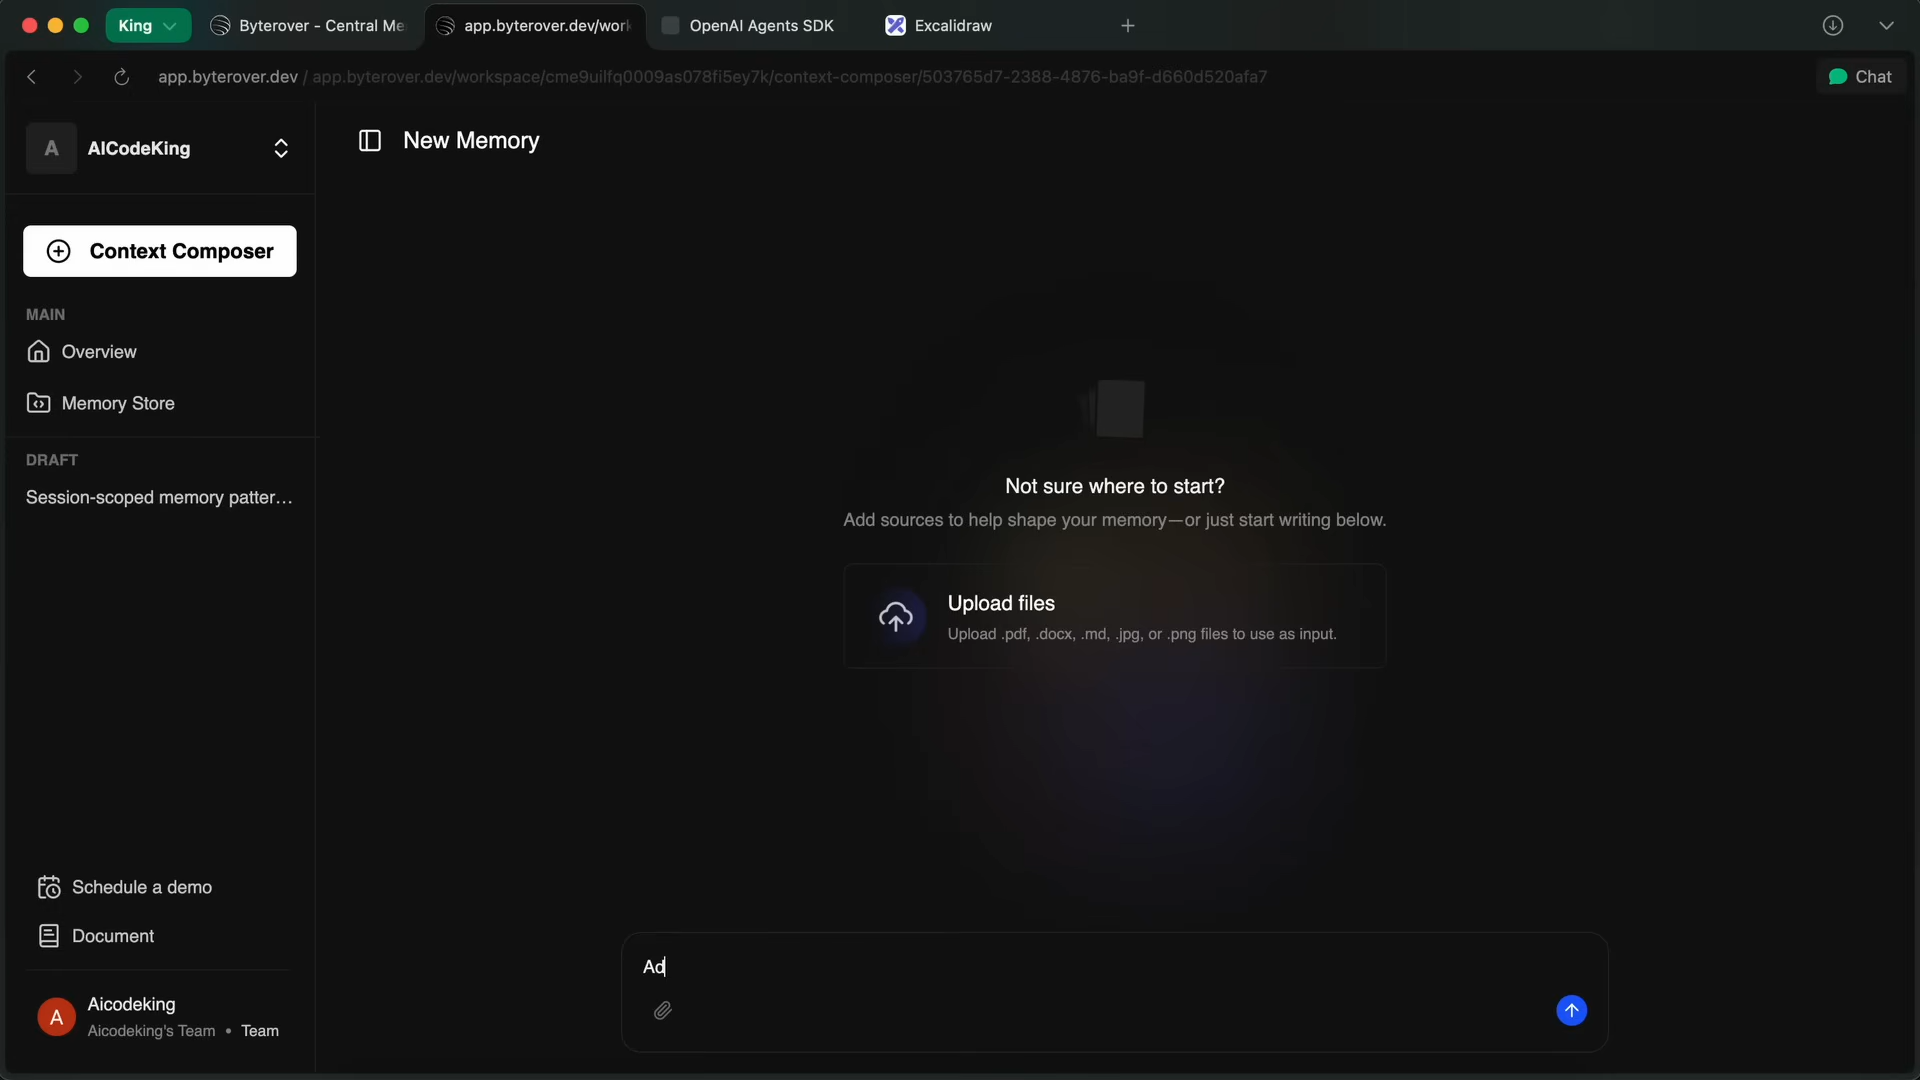 King
Byterover - Central Me
app.byterover.dev/work
OpenAI Agents SDK
Excalidraw
app.byterover.dev / app.byterover.dev/workspace/cme9uilfq0009as078fi5ey7k/context-composer/503765d7-2388-4876-ba9f-d660d520afa7
Chat
A
AICodeKing
New Memory
Context Composer
MAIN
Overview
Memory Store
DRAFT
Session-scoped memory patter...
Not sure where to start?
Add sources to help shape your memory—or just start writing below.
Upload files
Upload .pdf, .docx, .md, .jpg, or .png files to use as input.
Schedule a demo
Document
Ad
A
Aicodeking
Aicodeking's Team • Team